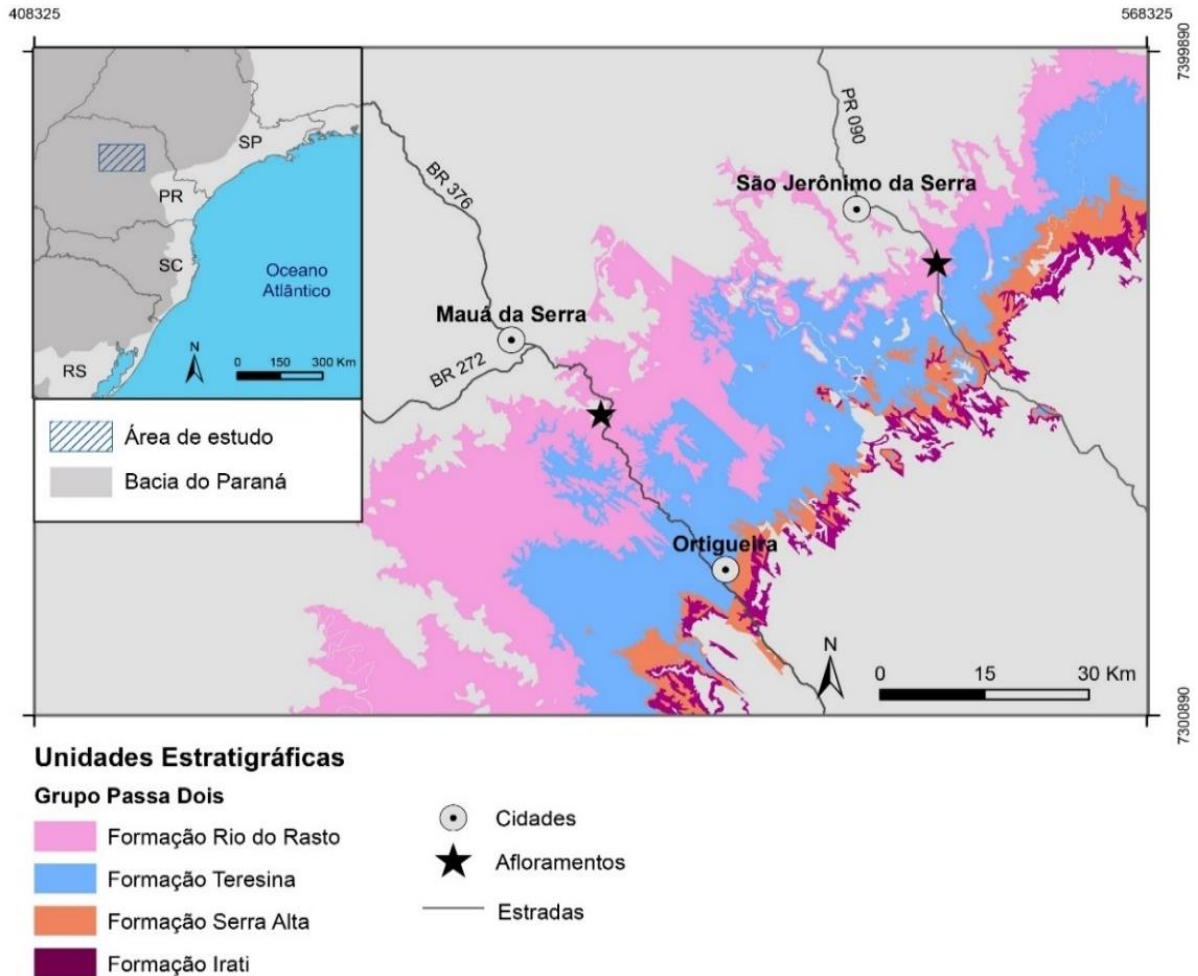 408325
568325
7399890
SP
PR
SC
RS
Oceano
Atlântico
N
0 150 300 Km
Área de estudo
Bacia do Paraná
BR 376
PR 090
São Jerônimo da Serra
Mauá da Serra
BR 272
Ortigueira
N
0 15 30 Km
7300890
Unidades Estratigráficas
Grupo Passa Dois
Formação Rio do Rasto
Formação Teresina
Formação Serra Alta
Formação Irati
Cidades
Afloramentos
Estradas